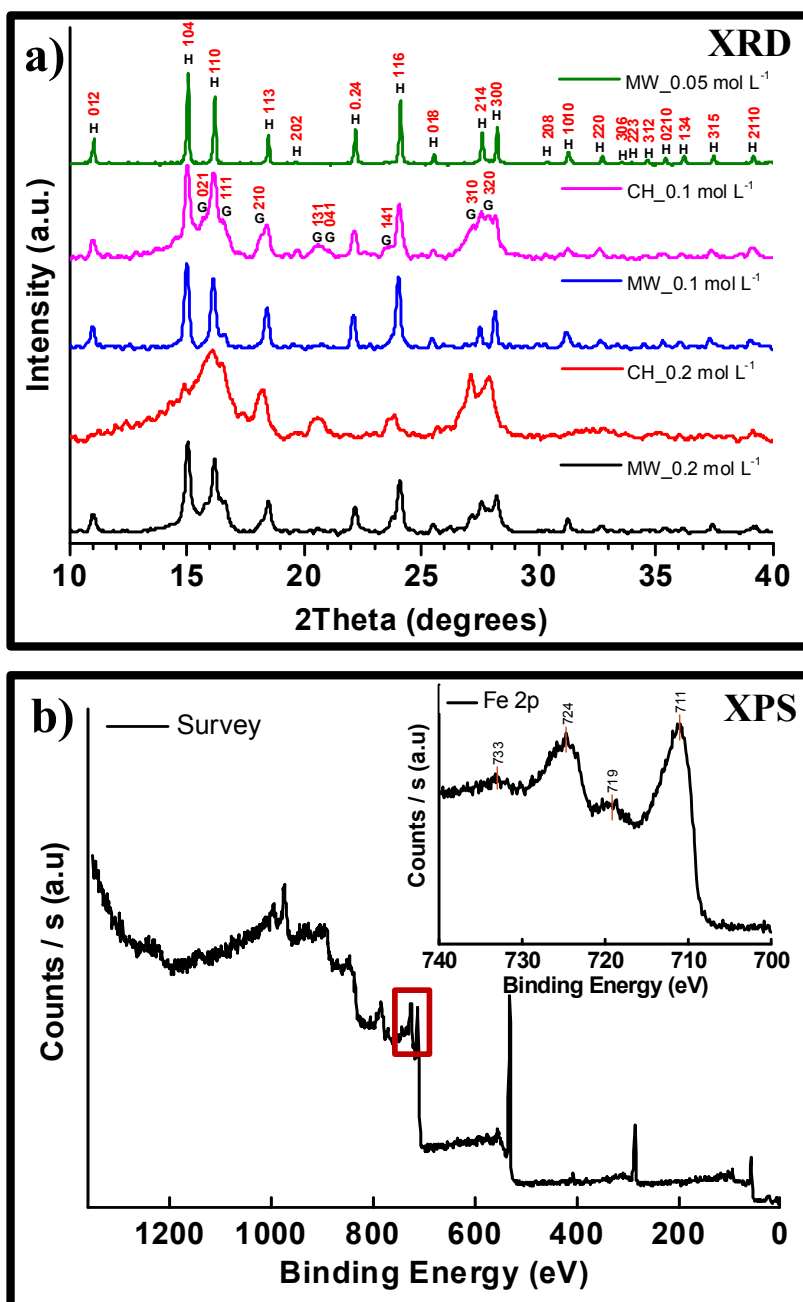 a)
XRD
012
H
104
H
110
H
113
H
202
H
0.24
H
116
H
018
H
214
H
300
H
208
H
1010
H
220
H
306
H
223
H
312
H
0210
H
134
H
315
H
2110
H
MW_0.05 mol L⁻¹
021
G
111
G
210
G
131
G
041
G
141
G
310
G
320
G
CH_0.1 mol L⁻¹
MW_0.1 mol L⁻¹
CH_0.2 mol L⁻¹
MW_0.2 mol L⁻¹
Intensity (a.u.)
10 15 20 25 30 35 40
2Theta (degrees)
b)
Survey
XPS
Fe 2p
733
724
719
711
Counts / s (a.u)
740 730 720 710 700
Binding Energy (eV)
Counts / s (a.u)
1200 1000 800 600 400 200 0
Binding Energy (eV)